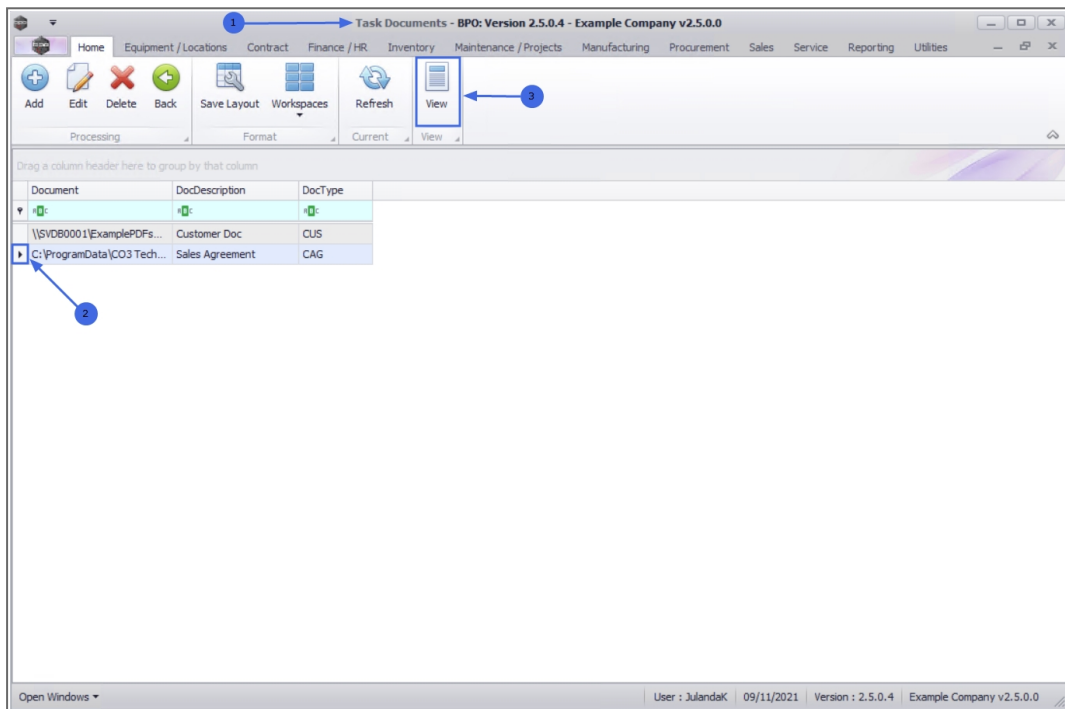 1
Task Documents - BPO: Version 2.5.0.4 - Example Company v2.5.0.0
Home Equipment / Locations Contract Finance / HR Inventory Maintenance / Projects Manufacturing Procurement Sales Service Reporting Utilities
Add Edit Delete Back Save Layout Workspaces Refresh View
3
Processing Format Current View
Drag a column header here to group by that column
Document DocDescription DocType
\\SVDB0001\ExamplePDFs... Customer Doc CUS
C:\ProgramData\CO3 Tech... Sales Agreement CAG
2
Open Windows User : JulandaK 09/11/2021 Version : 2.5.0.4 Example Company v2.5.0.0